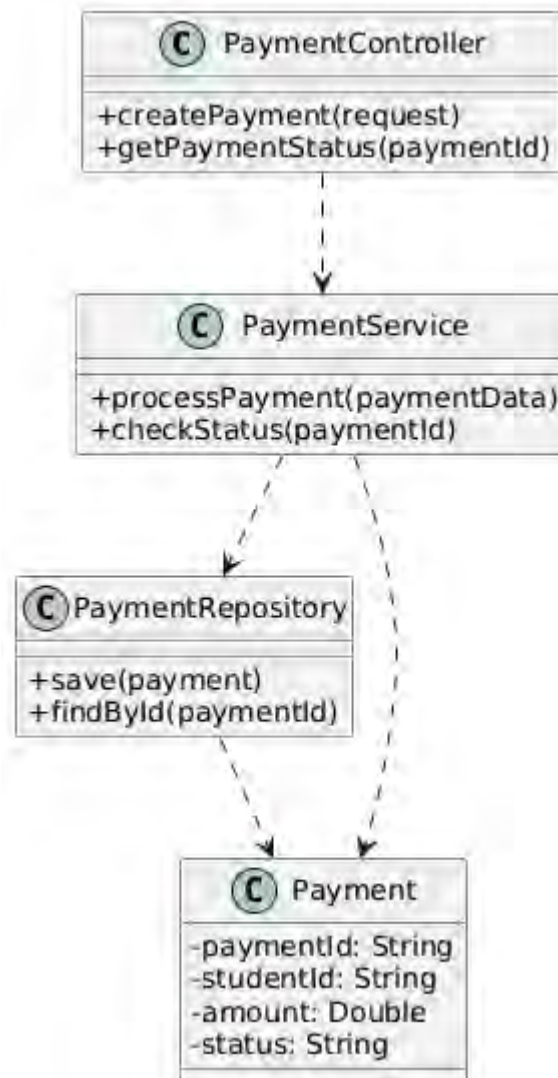 C PaymentController
+createPayment(request)
+getPaymentStatus(paymentId)
C PaymentService
+processPayment(paymentData)
+checkStatus(paymentId)
C PaymentRepository
+save(payment)
+findById(paymentId)
C Payment
-paymentId: String
-studentId: String
-amount: Double
-status: String